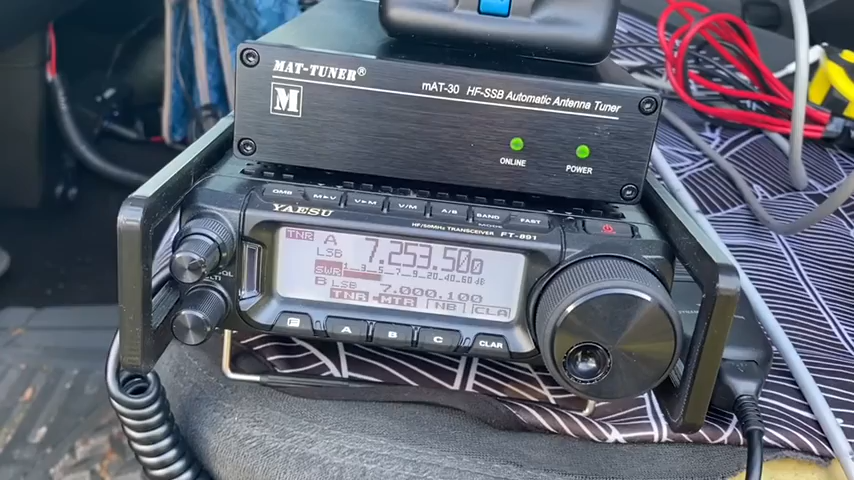 MAT-TUNER®
mAT-30 HF-SSB Automatic Antenna Tuner
M
ONLINE
POWER
V/M A/B BAND FAST
YAESU
HF/50MHz TRANSCEIVER FT-891
TNR A 7.253.50
LSB
SWR 1 3 5 7 9 20 40 60 dB
B LSB 7.000.100
TNR MTR NB CLA
F A B C CLAR